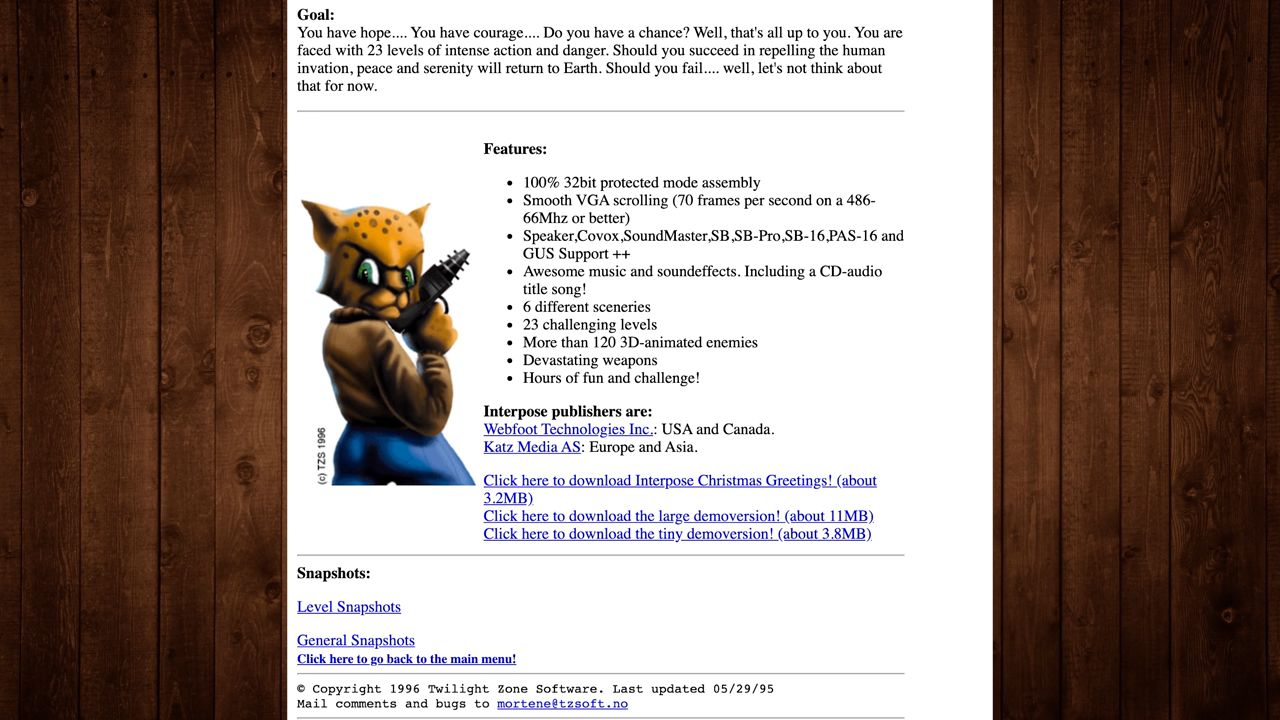 Goal:
You have hope.... You have courage.... Do you have a chance? Well, that's all up to you. You are
faced with 23 levels of intense action and danger. Should you succeed in repelling the human
invation, peace and serenity will return to Earth. Should you fail.... well, let's not think about
that for now.
Features:
• 100% 32bit protected mode assembly
• Smooth VGA scrolling (70 frames per second on a 486-
66Mhz or better)
• Speaker,Covox,SoundMaster,SB,SB-Pro,SB-16,PAS-16 and
GUS Support ++
• Awesome music and soundeffects. Including a CD-audio
title song!
• 6 different sceneries
• 23 challenging levels
• More than 120 3D-animated enemies
• Devastating weapons
• Hours of fun and challenge!
(c) TZS 1996
Interpose publishers are:
Webfoot Technologies Inc.: USA and Canada.
Katz Media AS: Europe and Asia.
Click here to download Interpose Christmas Greetings! (about
3.2MB)
Click here to download the large demoversion! (about 11MB)
Click here to download the tiny demoversion! (about 3.8MB)
Snapshots:
Level Snapshots
General Snapshots
Click here to go back to the main menu!
© Copyright 1996 Twilight Zone Software. Last updated 05/29/95
Mail comments and bugs to mortene@tzsoft.no